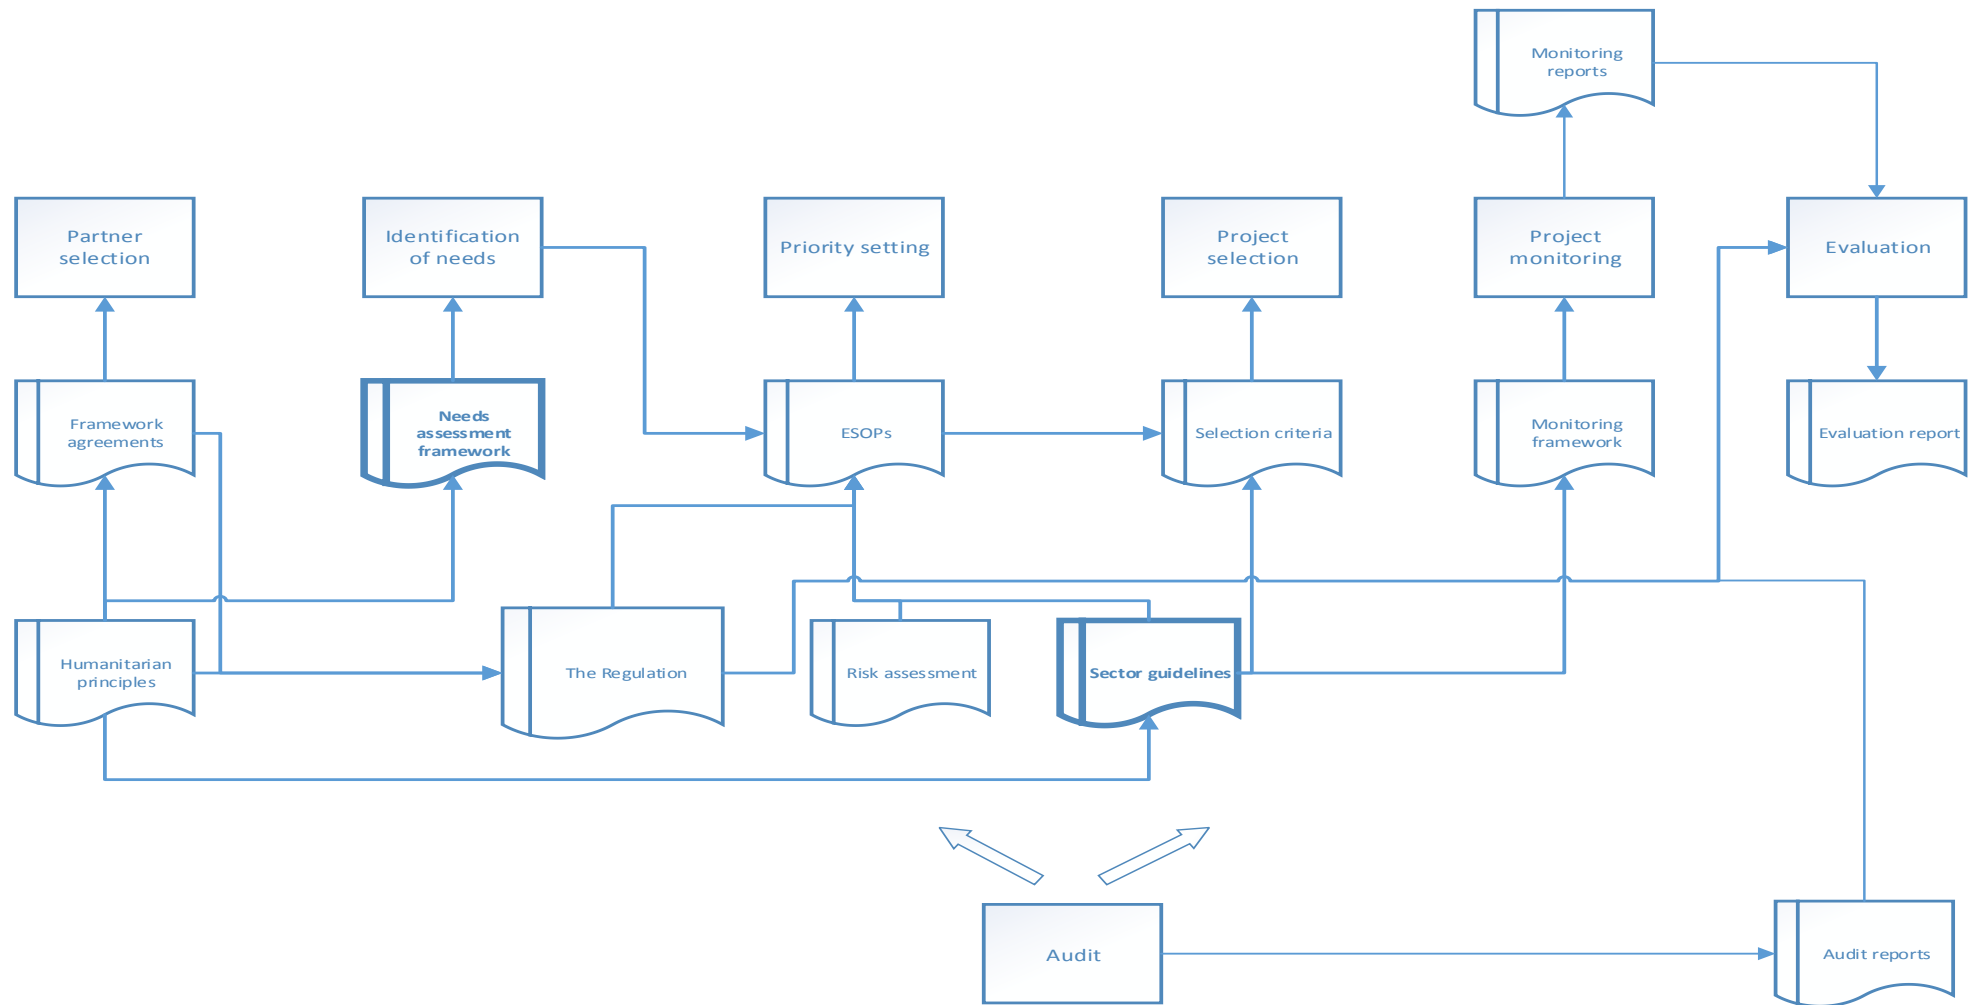 Monitoring
reports
Partner
selection
Identification
of needs
Priority setting
Project
selection
Project
monitoring
Evaluation
Framework
agreements
Needs
assessment
framework
ESOPs
Selection criteria
Monitoring
framework
Evaluation report
Humanitarian
principles
The Regulation
Risk assessment
Sector guidelines
Audit
Audit reports